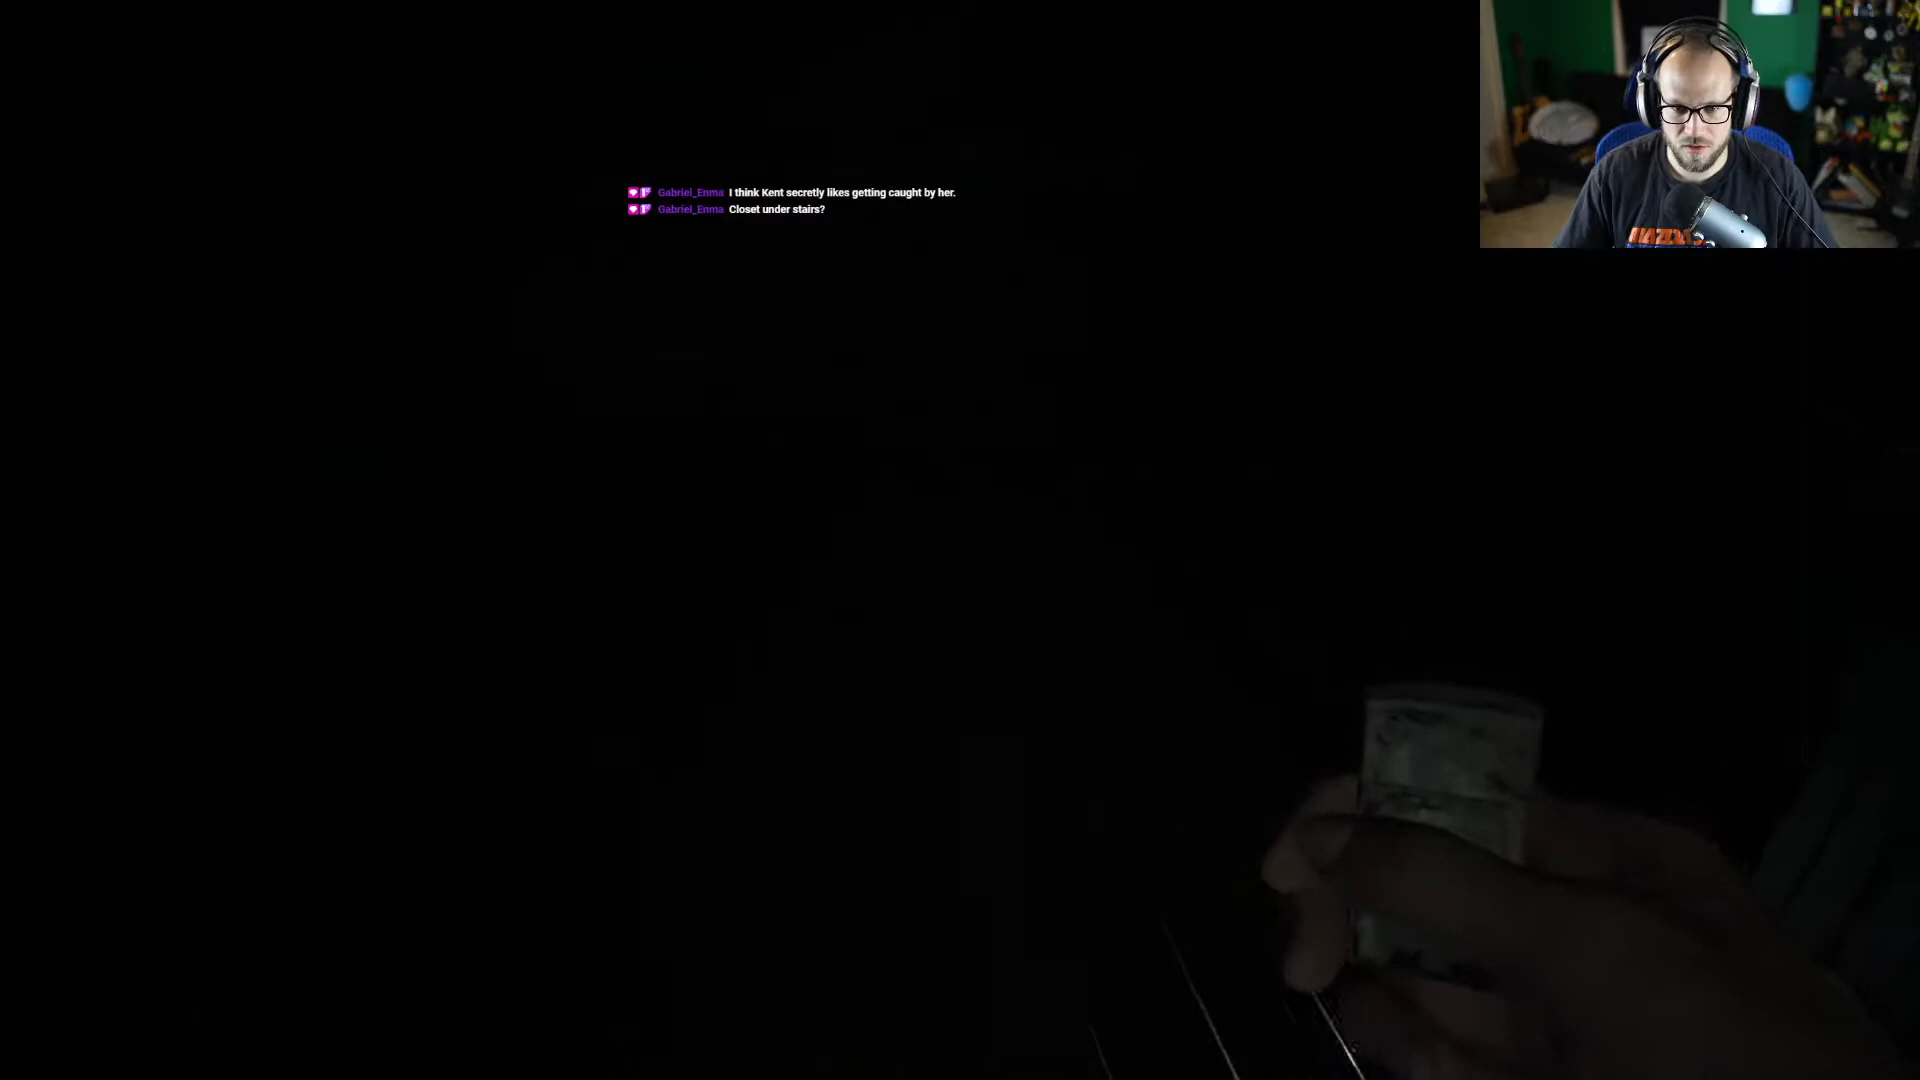 Gabriel_Enma I think Kent secretly likes getting caught by her.
Gabriel_Enma Closet under stairs?